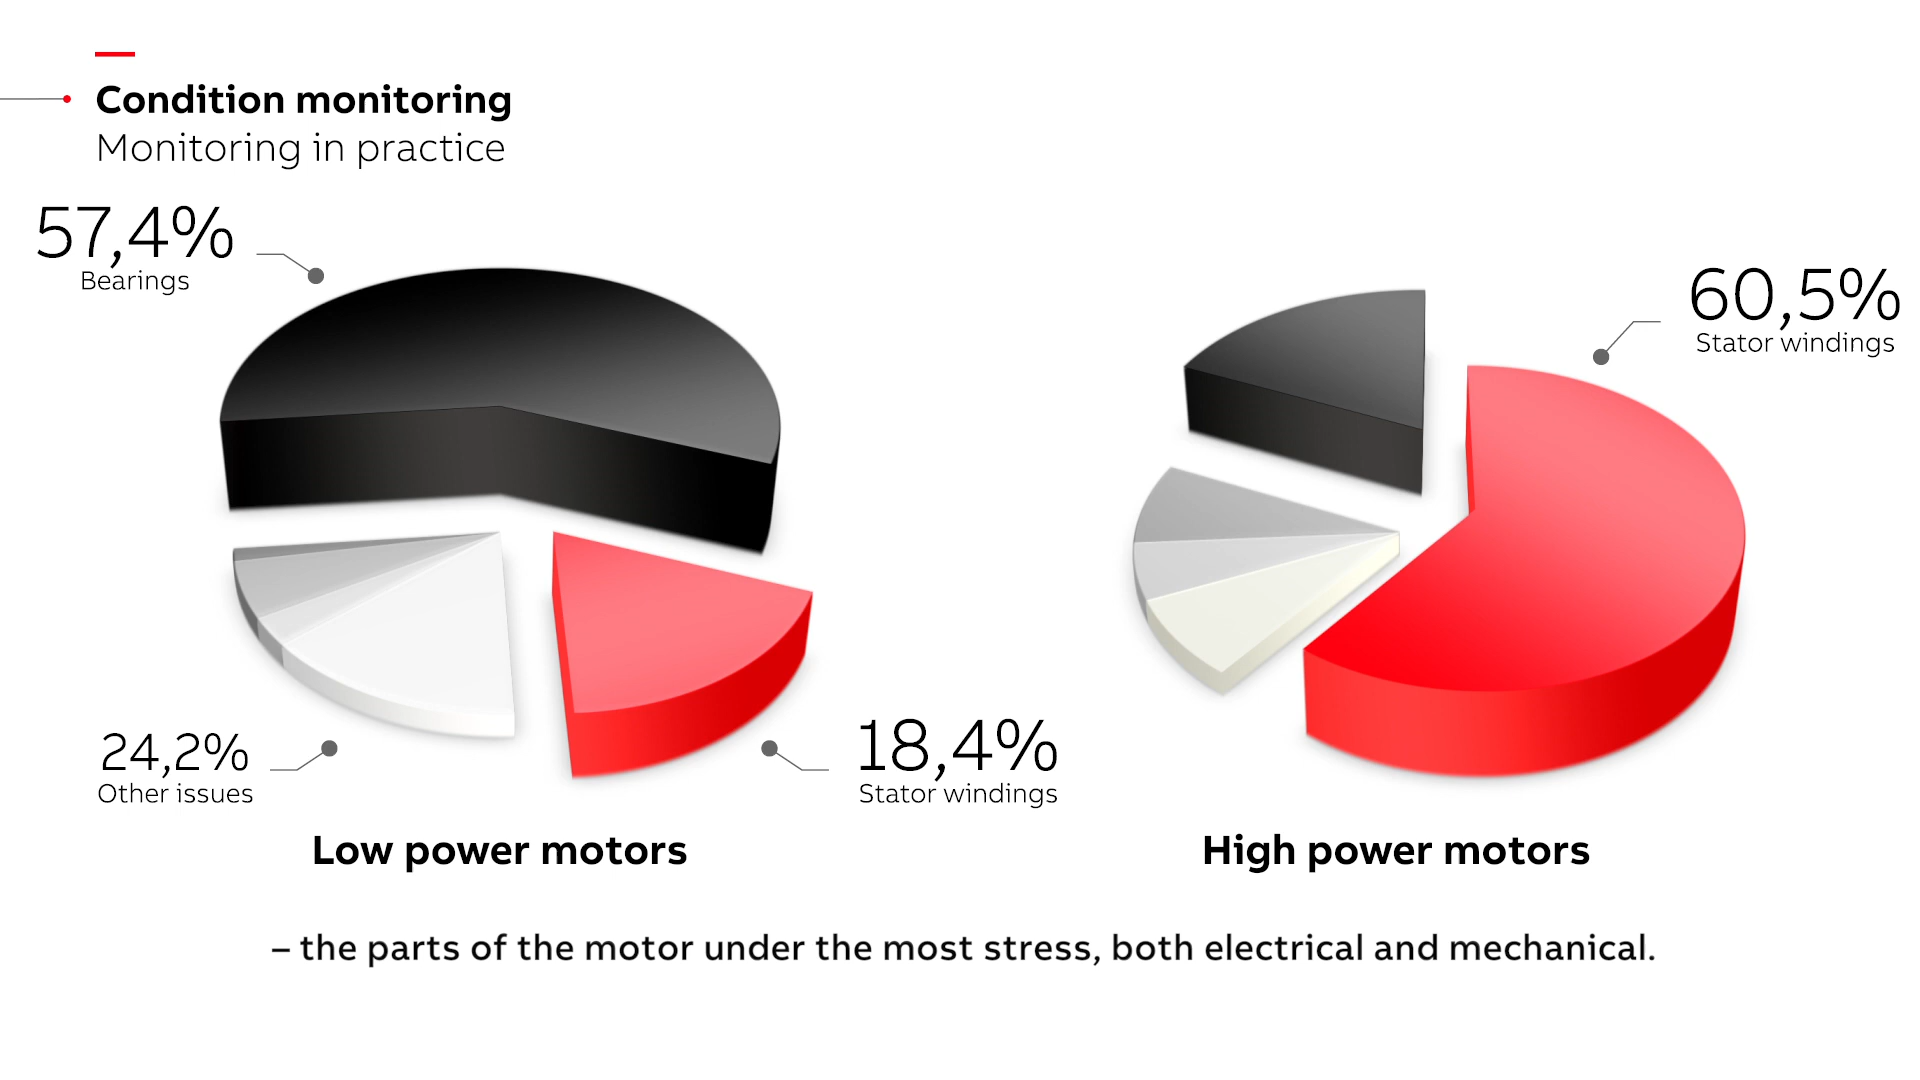 Condition monitoring
Monitoring in practice
57,4%
Bearings
60,5%
Stator windings
24,2%
Other issues
18,4%
Stator windings
Low power motors
High power motors
– the parts of the motor under the most stress, both electrical and mechanical.